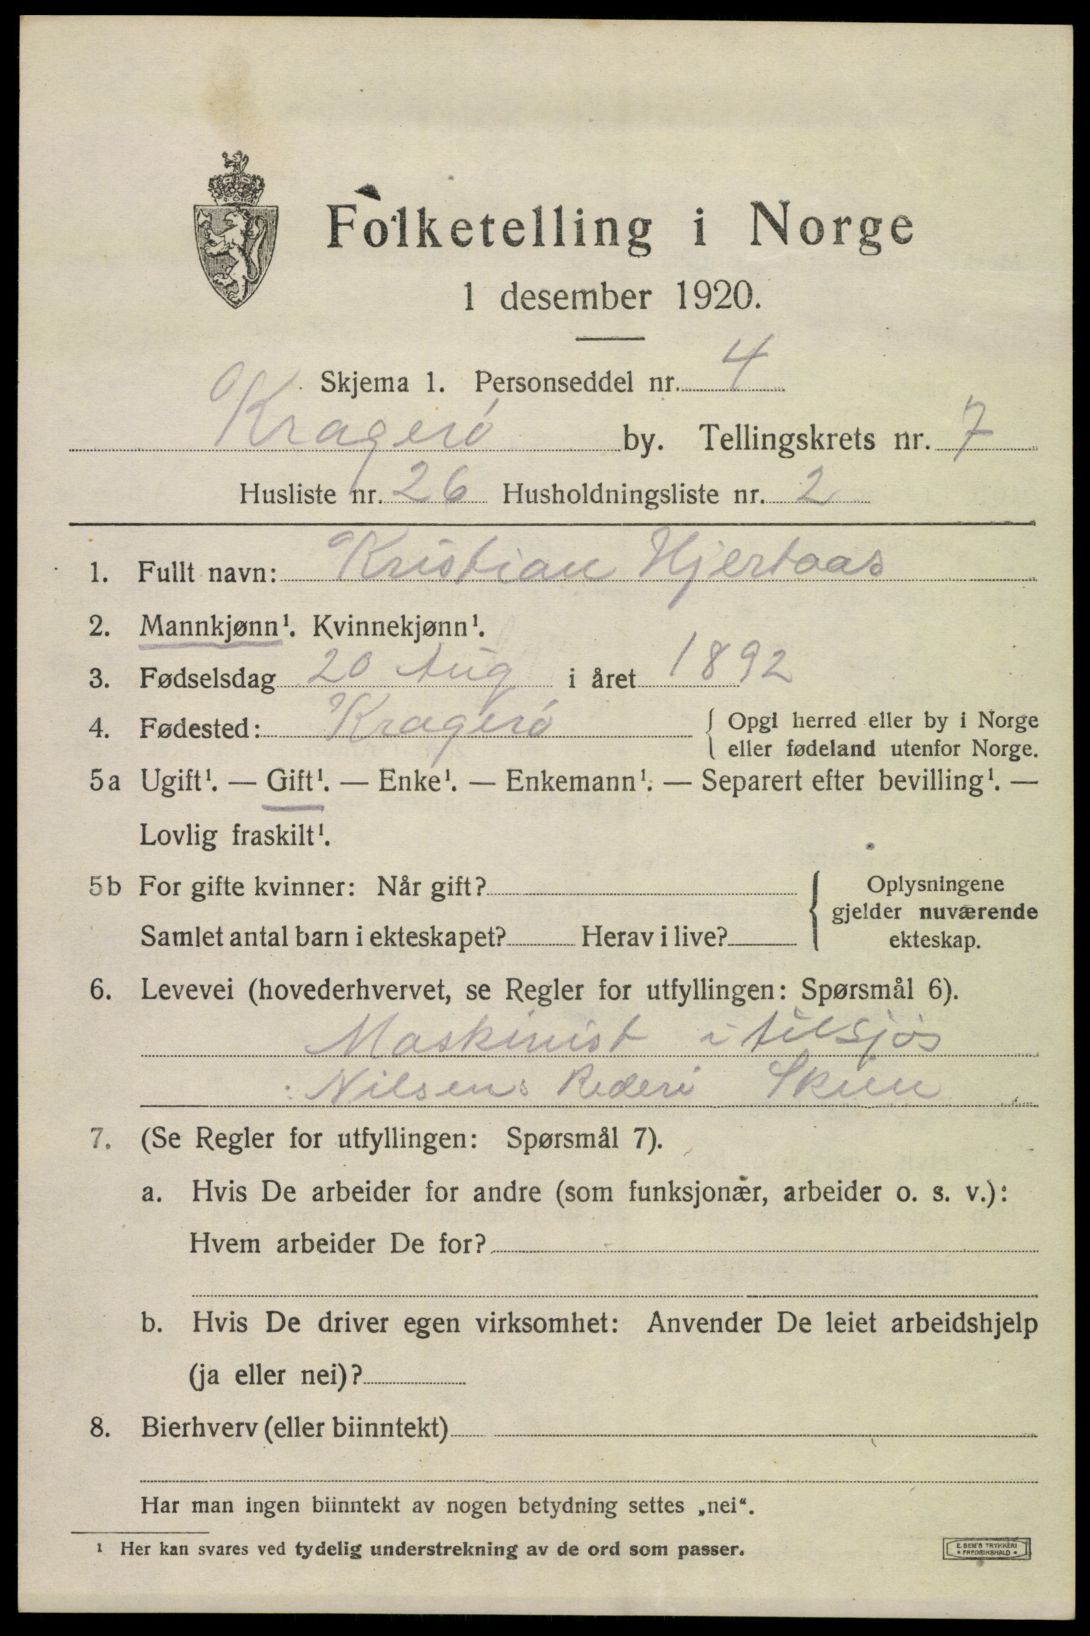 Folketelling i Norge
1 desember 1920.
Skjema 1. Personseddel nr. 4
Kragerø by. Tellingskrets nr. 7
Husliste nr. 26 Husholdningsliste nr. 2
1. Fullt navn: Kristian Hjertaas
2. Mannkjønn¹. Kvinnekjønn¹.
3. Fødselsdag 20 Aug i året 1892
4. Fødested: Kragerø { Opgi herred eller by i Norge
eller fødeland utenfor Norge.
5a Ugift¹. — Gift¹. — Enke¹. — Enkemann¹. — Separert efter bevilling¹. —
Lovlig fraskilt¹.
5b For gifte kvinner: Når gift? { Oplysningene
gjelder nuværende
Samlet antal barn i ekteskapet? Herav i live? ekteskap.
6. Levevei (hovederhvervet, se Regler for utfyllingen: Spørsmål 6).
Maskinist i tilsjøs
Nilsens Rederi Skien
7. (Se Regler for utfyllingen: Spørsmål 7).
a. Hvis De arbeider for andre (som funksjonær, arbeider o. s. v.):
Hvem arbeider De for?
b. Hvis De driver egen virksomhet: Anvender De leiet arbeidshjelp
(ja eller nei)?
8. Bierhverv (eller biinntekt)
Har man ingen biinntekt av nogen betydning settes „nei“.
¹ Her kan svares ved tydelig understrekning av de ord som passer.
E. SEM'S TRYKKERI
• FREDRIKSHALD •